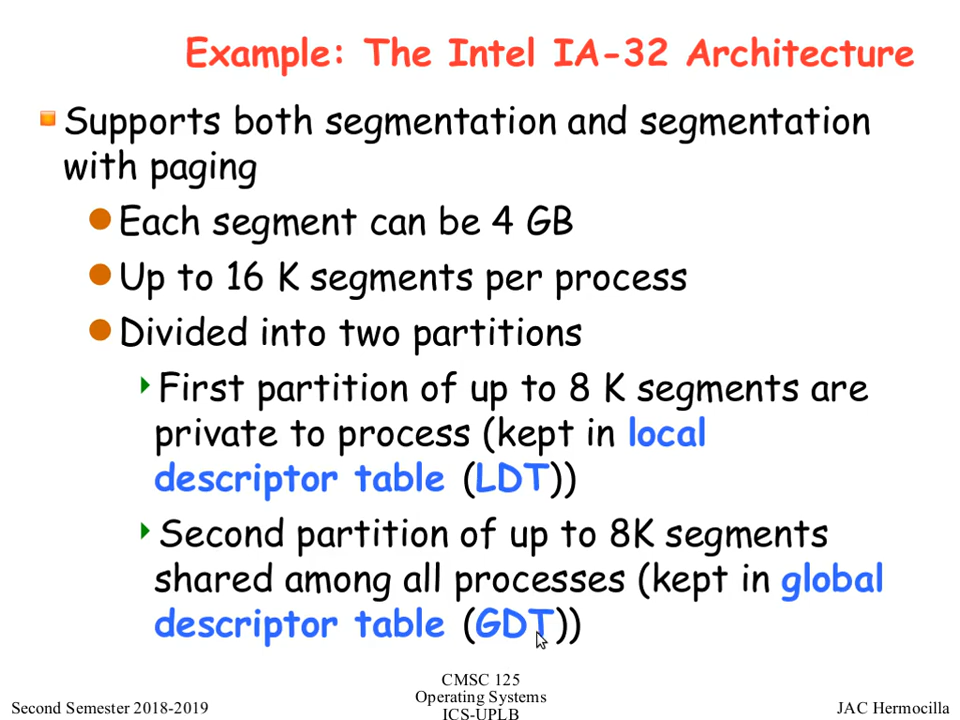 Example: The Intel IA-32 Architecture
Supports both segmentation and segmentation
with paging
Each segment can be 4 GB
Up to 16 K segments per process
Divided into two partitions
First partition of up to 8 K segments are
private to process (kept in local
descriptor table (LDT))
Second partition of up to 8K segments
shared among all processes (kept in global
descriptor table (GDT))
CMSC 125
Operating Systems
ICS-UPLB
Second Semester 2018-2019
JAC Hermocilla